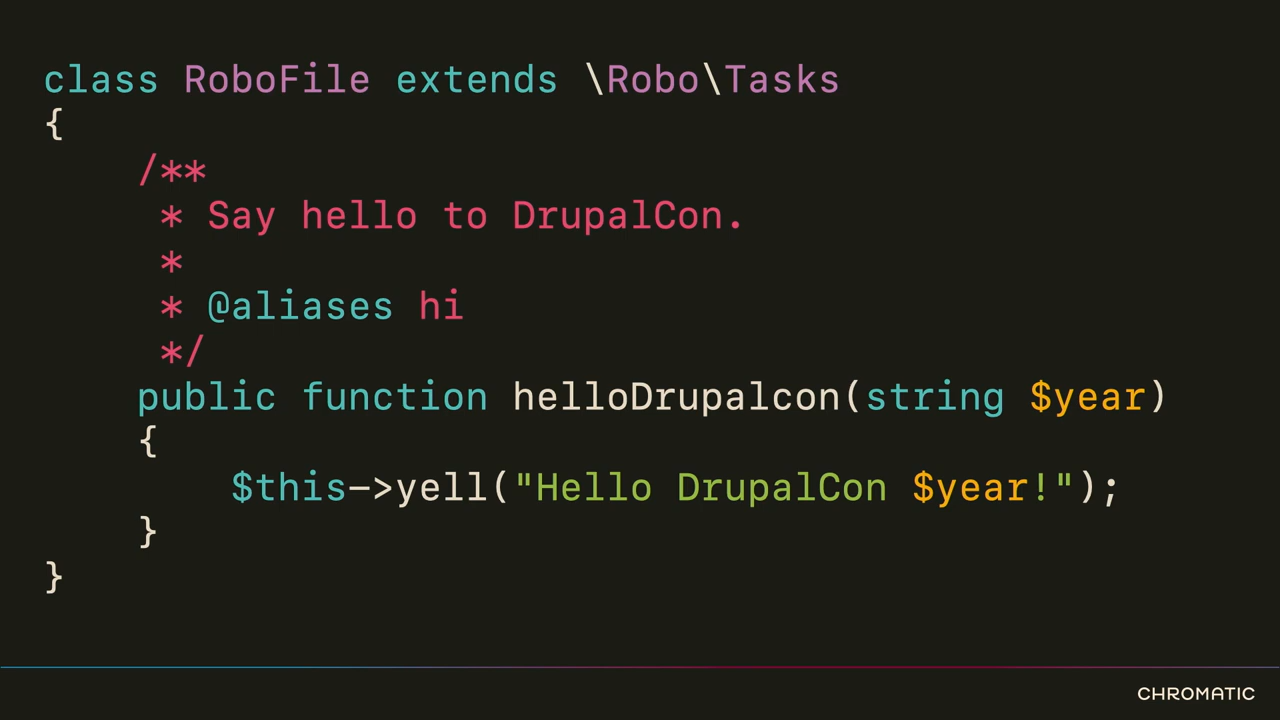 class RoboFile extends \Robo\Tasks
{
    /**
     * Say hello to DrupalCon.
     *
     * @aliases hi
     */
    public function helloDrupalcon(string $year)
    {
        $this->yell("Hello DrupalCon $year!");
    }
}
CHROMATIC